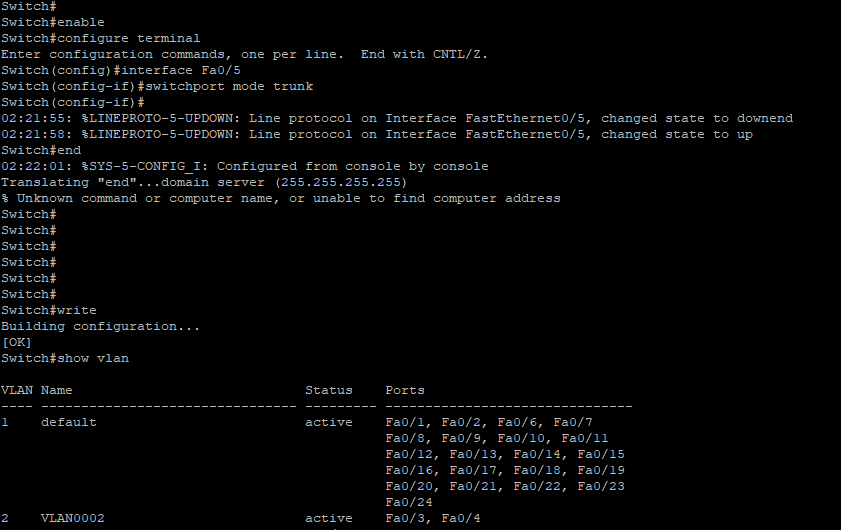 Switch#
Switch#enable
Switch#configure terminal
Enter configuration commands, one per line.  End with CNTL/Z.
Switch(config)#interface Fa0/5
Switch(config-if)#switchport mode trunk
Switch(config-if)#
02:21:55: %LINEPROTO-5-UPDOWN: Line protocol on Interface FastEthernet0/5, changed state to downend
02:21:58: %LINEPROTO-5-UPDOWN: Line protocol on Interface FastEthernet0/5, changed state to up
Switch#end
02:22:01: %SYS-5-CONFIG_I: Configured from console by console
Translating "end"...domain server (255.255.255.255)
% Unknown command or computer name, or unable to find computer address
Switch#
Switch#
Switch#
Switch#
Switch#
Switch#
Switch#write
Building configuration...
[OK]
Switch#show vlan
VLAN Name                             Status    Ports
---- -------------------------------- --------- -------------------------------
1    default                          active    Fa0/1, Fa0/2, Fa0/6, Fa0/7
                                                Fa0/8, Fa0/9, Fa0/10, Fa0/11
                                                Fa0/12, Fa0/13, Fa0/14, Fa0/15
                                                Fa0/16, Fa0/17, Fa0/18, Fa0/19
                                                Fa0/20, Fa0/21, Fa0/22, Fa0/23
                                                Fa0/24
2    VLAN0002                         active    Fa0/3, Fa0/4